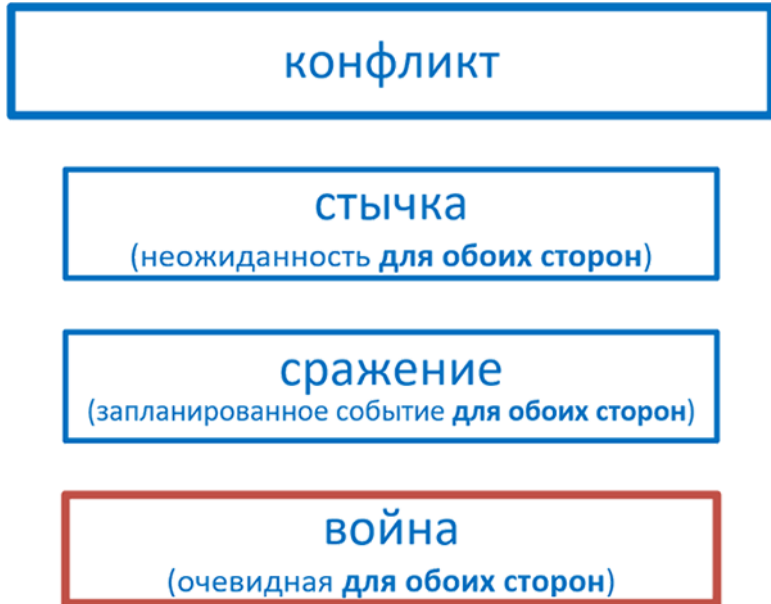 конфликт
стычка
(неожиданность для обоих сторон)
сражение
(запланированное событие для обоих сторон)
война
(очевидная для обоих сторон)